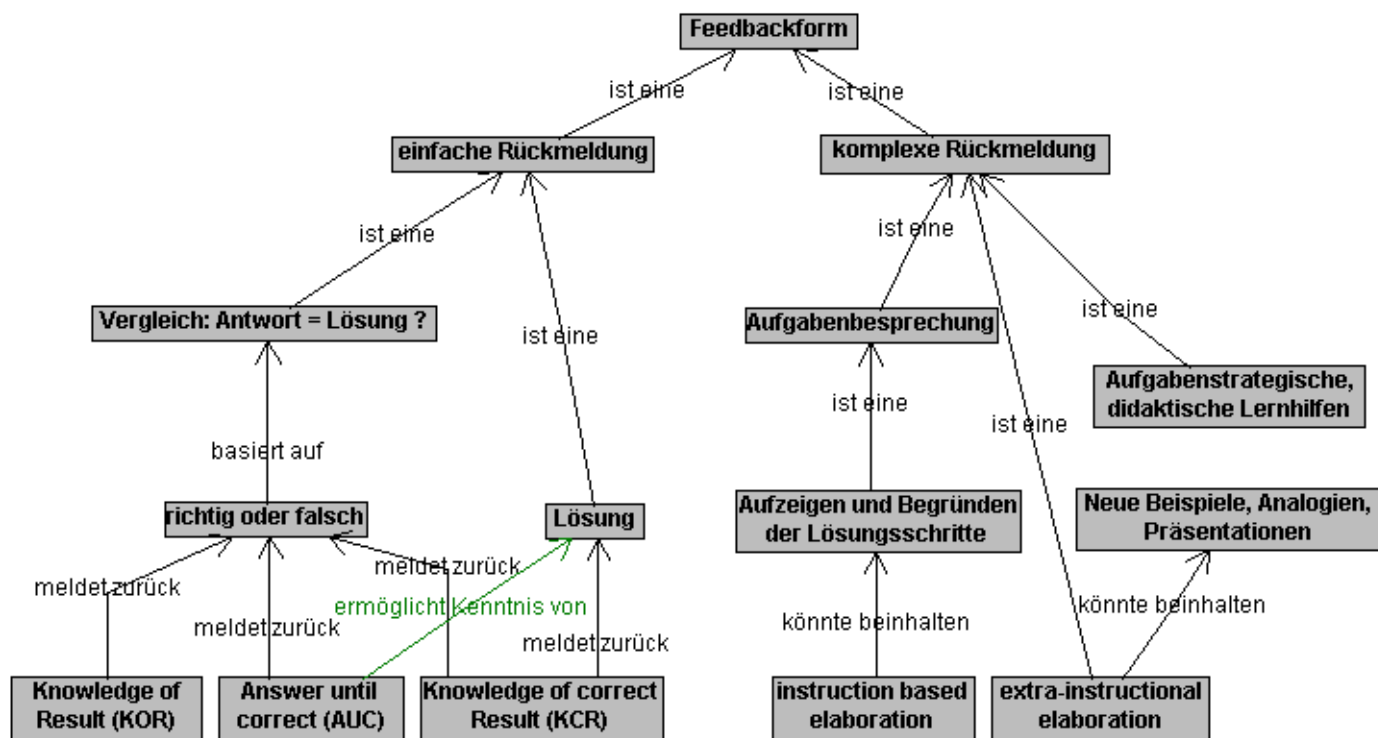 Feedbackform
ist eine
ist eine
einfache Rückmeldung
komplexe Rückmeldung
ist eine
ist eine
Vergleich: Antwort = Lösung ?
Aufgabenbesprechung
ist eine
ist eine
Aufgabenstrategische,
didaktische Lernhilfen
ist eine
ist eine
basiert auf
richtig oder falsch
Lösung
Aufzeigen und Begründen
der Lösungsschritte
Neue Beispiele, Analogien,
Präsentationen
meldet zurück
meldet zurück
ermöglicht Kenntnis von
könnte beinhalten
könnte beinhalten
meldet zurück
meldet zurück
Knowledge of
Result (KOR)
Answer until
correct (AUC)
Knowledge of correct
Result (KCR)
instruction based
elaboration
extra-instructional
elaboration